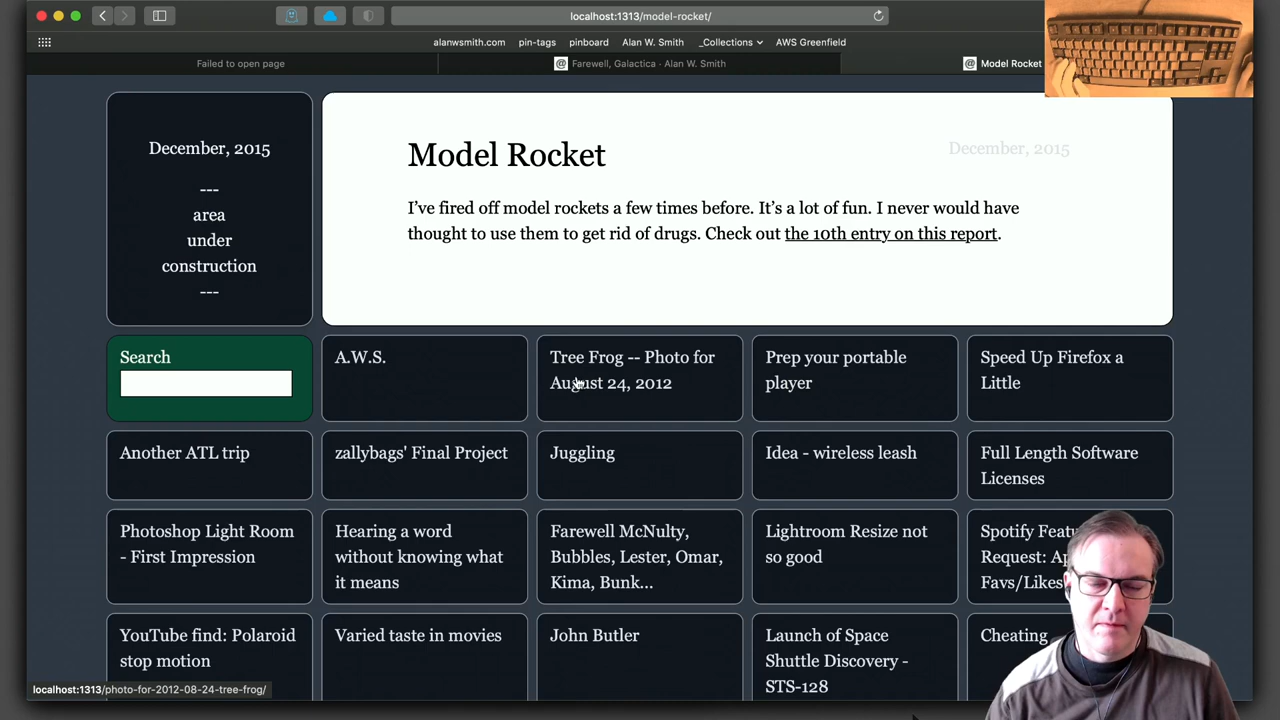 localhost:1313/model-rocket/
alanwsmith.com pin-tags pinboard Alan W. Smith _Collections AWS Greenfield
Failed to open page
@ Farewell, Galactica - Alan W. Smith
@ Model Rocket
December, 2015
---
area
under
construction
---
Model Rocket
December, 2015
I’ve fired off model rockets a few times before. It’s a lot of fun. I never would have
thought to use them to get rid of drugs. Check out the 10th entry on this report.
Search
A.W.S.
Tree Frog -- Photo for
August 24, 2012
Prep your portable
player
Speed Up Firefox a
Little
Another ATL trip
zallybags' Final Project
Juggling
Idea - wireless leash
Full Length Software
Licenses
Photoshop Light Room
- First Impression
Hearing a word
without knowing what
it means
Farewell McNulty,
Bubbles, Lester, Omar,
Kima, Bunk...
Lightroom Resize not
so good
Spotify
Request:
Favs/Likes
YouTube find: Polaroid
stop motion
Varied taste in movies
John Butler
Launch of Space
Shuttle Discovery -
STS-128
Cheating
localhost:1313/photo-for-2012-08-24-tree-frog/